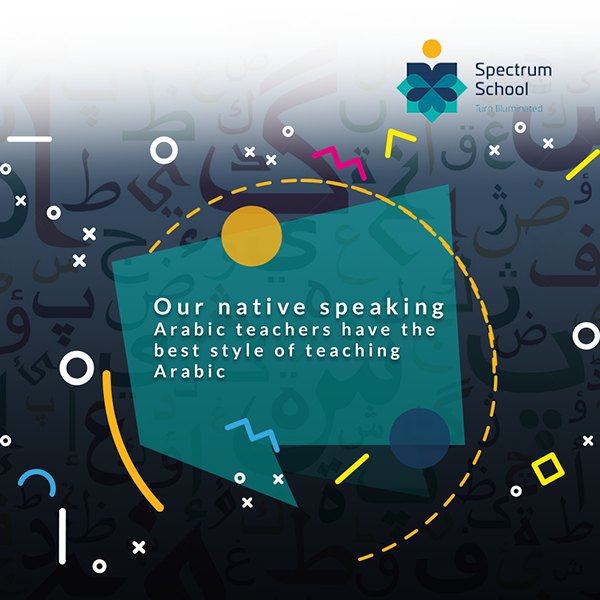 Spectrum
School
Turn Illuminated
Our native speaking
Arabic teachers have the
best style of teaching
Arabic